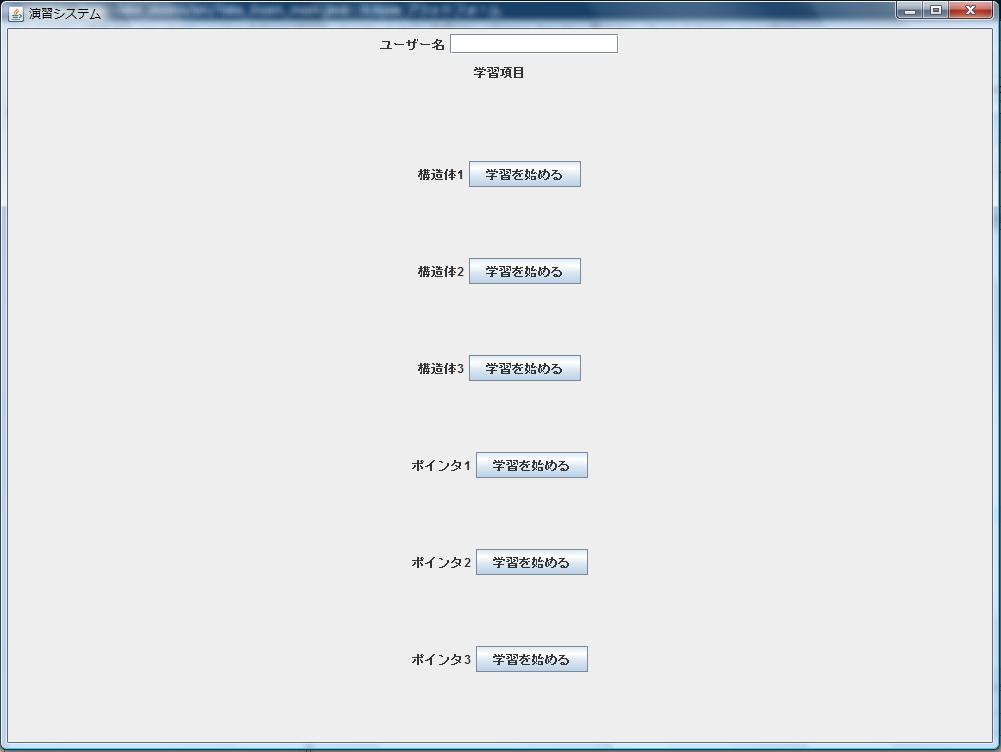 演習システム
ユーザー名
学習項目
構造体1 学習を始める
構造体2 学習を始める
構造体3 学習を始める
ポインタ1 学習を始める
ポインタ2 学習を始める
ポインタ3 学習を始める